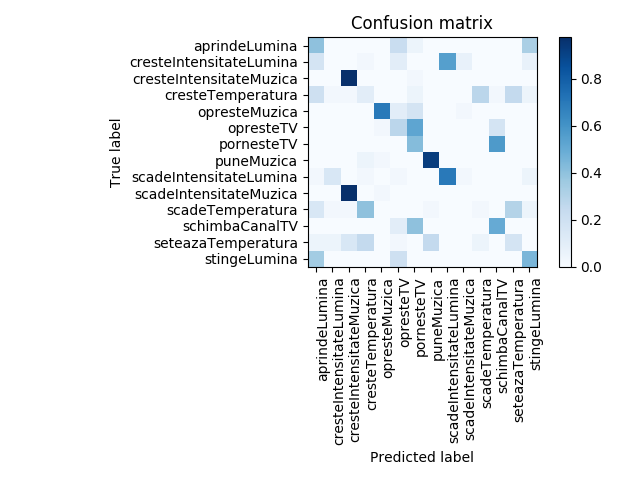 Confusion matrix
True label
aprindeLumina
cresteIntensitateLumina
cresteIntensitateMuzica
cresteTemperatura
opresteMuzica
opresteTV
pornesteTV
puneMuzica
scadeIntensitateLumina
scadeIntensitateMuzica
scadeTemperatura
schimbaCanalTV
seteazaTemperatura
stingeLumina
0.8
0.6
0.4
0.2
0.0
aprindeLumina
cresteIntensitateLumina
cresteIntensitateMuzica
cresteTemperatura
opresteMuzica
opresteTV
pornesteTV
puneMuzica
scadeIntensitateLumina
scadeIntensitateMuzica
scadeTemperatura
schimbaCanalTV
seteazaTemperatura
stingeLumina
Predicted label